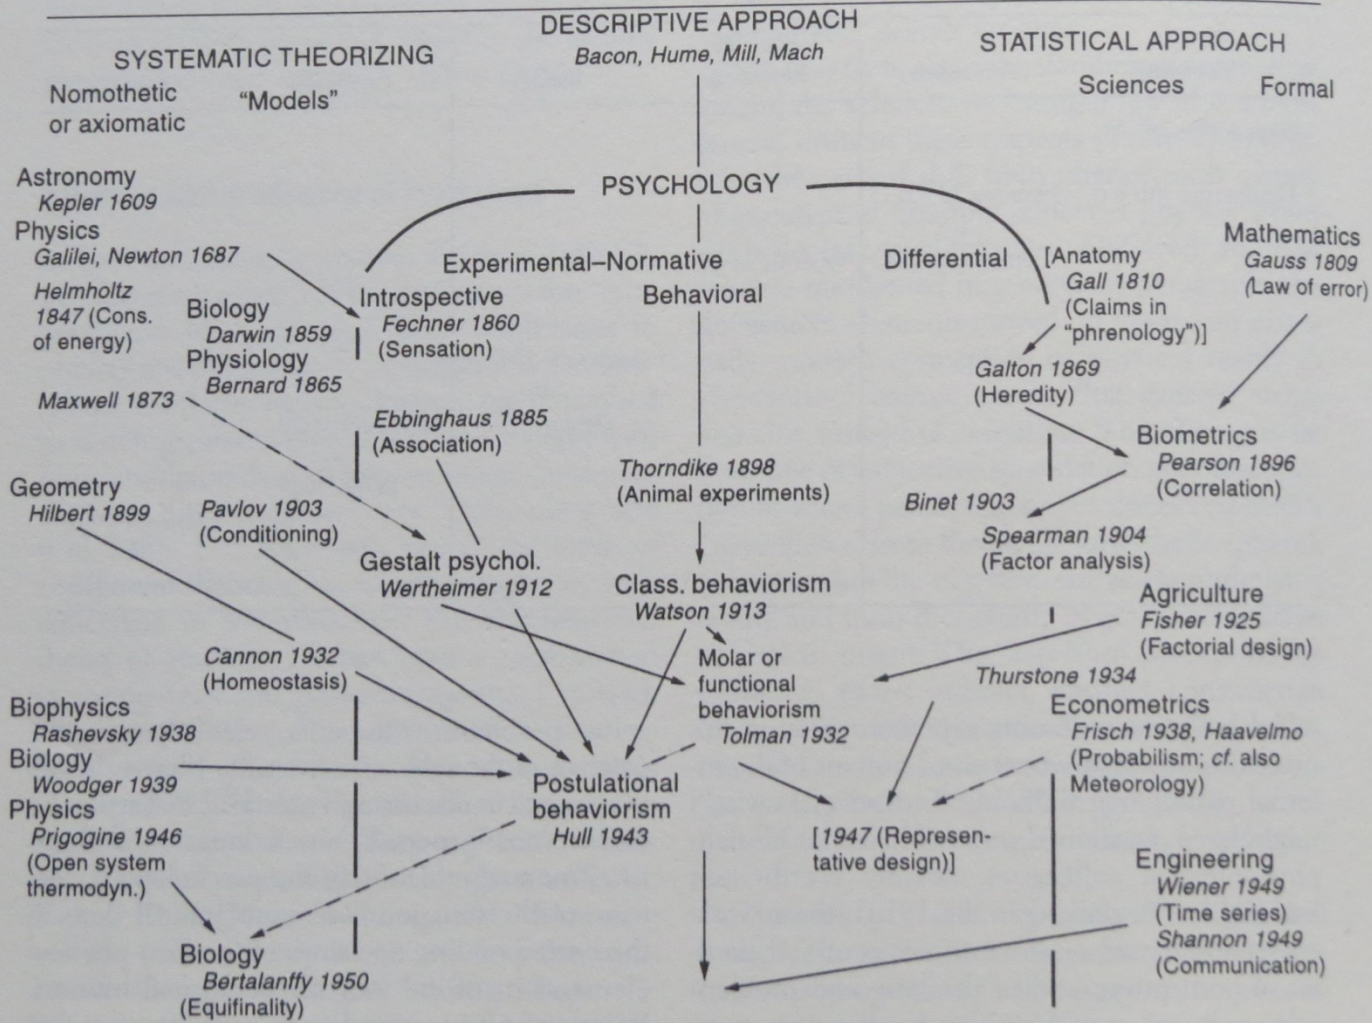 DESCRIPTIVE APPROACH
Bacon, Hume, Mill, Mach
SYSTEMATIC THEORIZING
Nomothetic
or axiomatic
“Models”
STATISTICAL APPROACH
Sciences
Formal
PSYCHOLOGY
Astronomy
Kepler 1609
Physics
Galilei, Newton 1687
Helmholtz
1847 (Cons.
of energy)
Maxwell 1873
Biology
Darwin 1859
Physiology
Bernard 1865
Experimental–Normative
Introspective
Fechner 1860
(Sensation)
Behavioral
Differential
[Anatomy
Gall 1810
(Claims in
“phrenology”)]
Mathematics
Gauss 1809
(Law of error)
Galton 1869
(Heredity)
Ebbinghaus 1885
(Association)
Thorndike 1898
(Animal experiments)
Biometrics
Pearson 1896
(Correlation)
Binet 1903
Spearman 1904
(Factor analysis)
Geometry
Hilbert 1899
Pavlov 1903
(Conditioning)
Gestalt psychol.
Wertheimer 1912
Class. behaviorism
Watson 1913
Agriculture
Fisher 1925
(Factorial design)
Cannon 1932
(Homeostasis)
Molar or
functional
behaviorism
Tolman 1932
Thurstone 1934
Econometrics
Frisch 1938, Haavelmo
(Probabilism; cf. also
Meteorology)
Biophysics
Rashevsky 1938
Biology
Woodger 1939
Physics
Prigogine 1946
(Open system
thermodyn.)
Postulational
behaviorism
Hull 1943
[1947 (Represen-
tative design)]
Engineering
Wiener 1949
(Time series)
Shannon 1949
(Communication)
Biology
Bertalanffy 1950
(Equifinality)